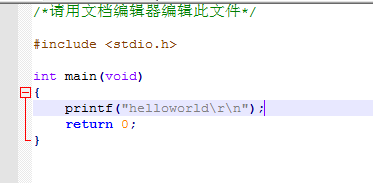 /*请用文档编辑器编辑此文件*/
#include <stdio.h>
int main(void)
{
printf("helloworld\r\n");
return 0;
}